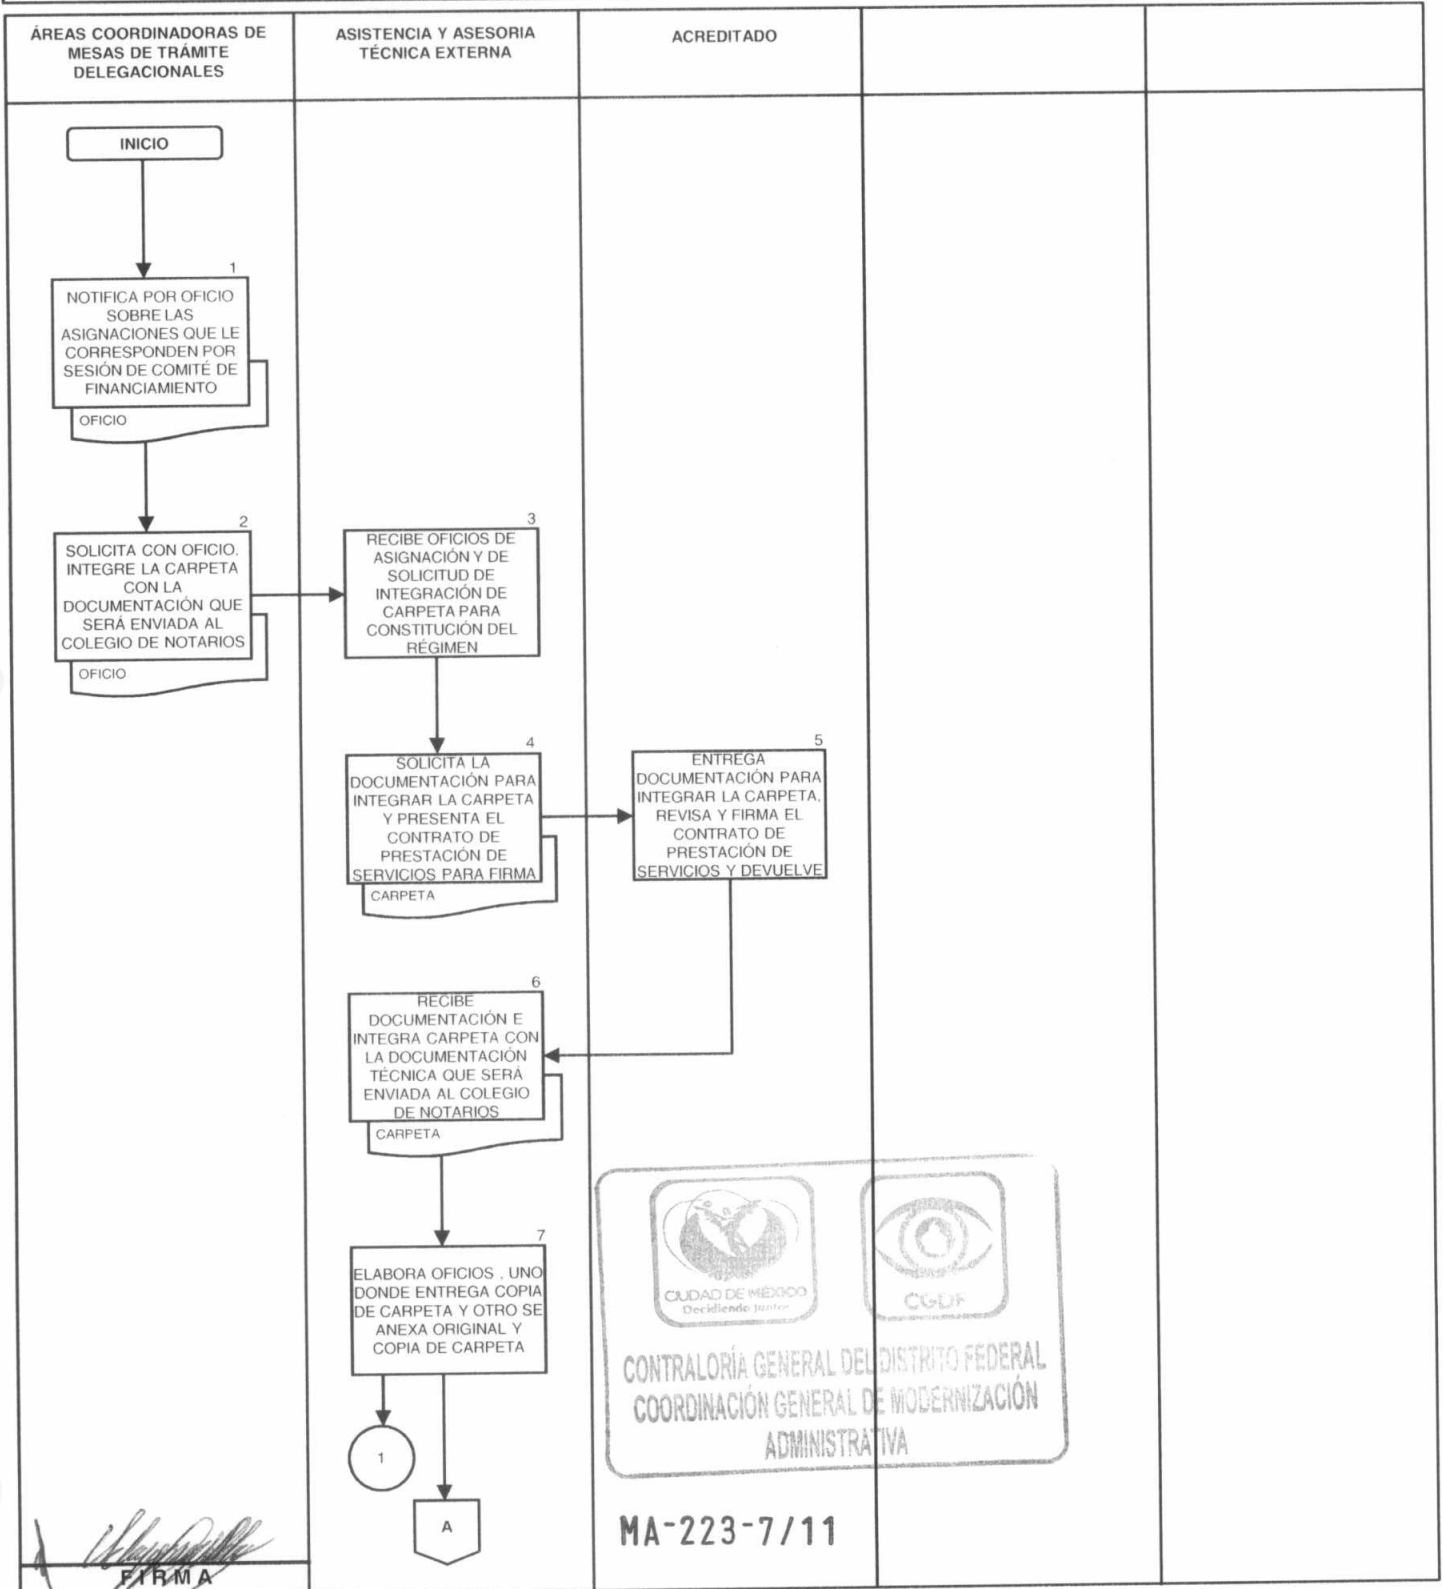 ÁREAS COORDINADORAS DE
MESAS DE TRÁMITE
DELEGACIONALES
ASISTENCIA Y ASESORIA
TÉCNICA EXTERNA
ACREDITADO
INICIO
1
NOTIFICA POR OFICIO
SOBRE LAS
ASIGNACIONES QUE LE
CORRESPONDEN POR
SESIÓN DE COMITÉ DE
FINANCIAMIENTO
OFICIO
2
SOLICITA CON OFICIO,
INTEGRE LA CARPETA
CON LA
DOCUMENTACIÓN QUE
SERÁ ENVIADA AL
COLEGIO DE NOTARIOS
OFICIO
3
RECIBE OFICIOS DE
ASIGNACIÓN Y DE
SOLICITUD DE
INTEGRACIÓN DE
CARPETA PARA
CONSTITUCIÓN DEL
RÉGIMEN
4
SOLICITA LA
DOCUMENTACIÓN PARA
INTEGRAR LA CARPETA
Y PRESENTA EL
CONTRATO DE
PRESTACIÓN DE
SERVICIOS PARA FIRMA
CARPETA
5
ENTREGA
DOCUMENTACIÓN PARA
INTEGRAR LA CARPETA,
REVISA Y FIRMA EL
CONTRATO DE
PRESTACIÓN DE
SERVICIOS Y DEVUELVE
6
RECIBE
DOCUMENTACIÓN E
INTEGRA CARPETA CON
LA DOCUMENTACIÓN
TÉCNICA QUE SERÁ
ENVIADA AL COLEGIO
DE NOTARIOS
CARPETA
7
ELABORA OFICIOS , UNO
DONDE ENTREGA COPIA
DE CARPETA Y OTRO SE
ANEXA ORIGINAL Y
COPIA DE CARPETA
1
A
CIUDAD DE MÉXICO
Decidiendo Juntos
CGDF
CONTRALORÍA GENERAL DEL DISTRITO FEDERAL
COORDINACIÓN GENERAL DE MODERNIZACIÓN
ADMINISTRATIVA
MA-223-7/11
FIRMA